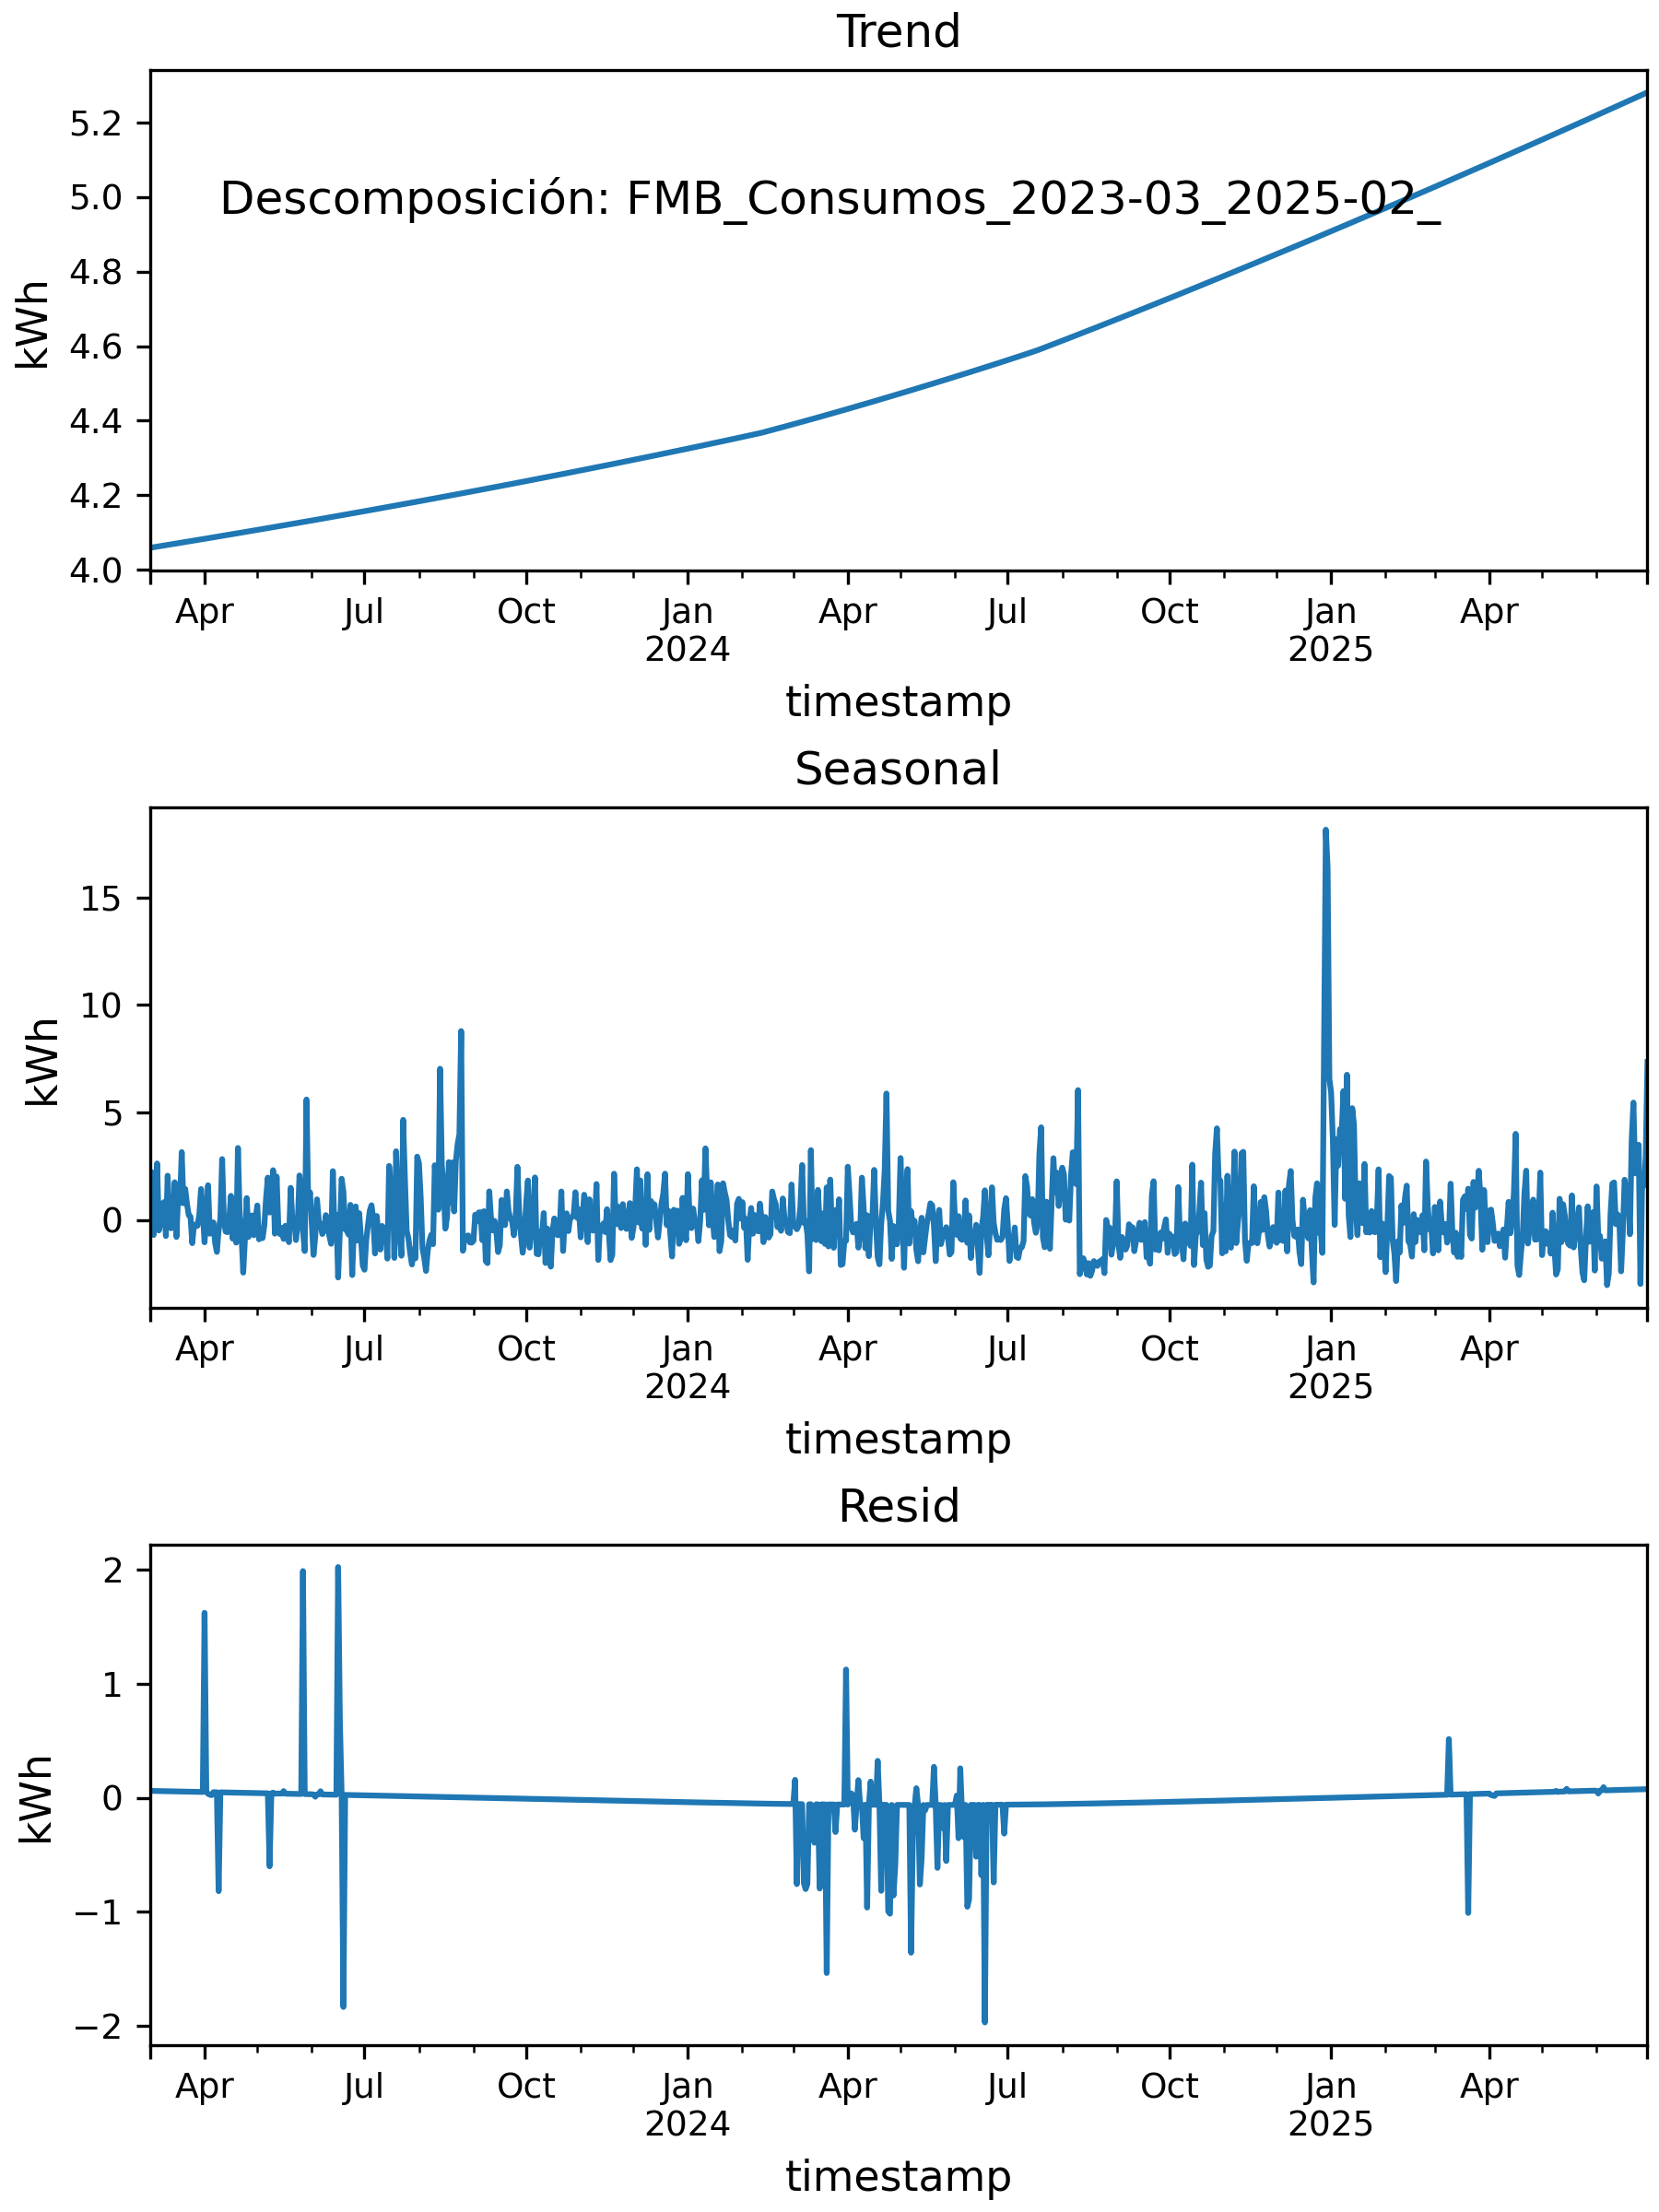 Trend
5.2
5.0
4.8
4.6
4.4
4.2
4.0
kWh
Descomposición: FMB_Consumos_2023-03_2025-02_
Apr Jul Oct Jan Apr Jul Oct Jan Apr
2024 2025
timestamp
Seasonal
15
10
5
0
kWh
Apr Jul Oct Jan Apr Jul Oct Jan Apr
2024 2025
timestamp
Resid
2
1
0
−1
−2
kWh
Apr Jul Oct Jan Apr Jul Oct Jan Apr
2024 2025
timestamp